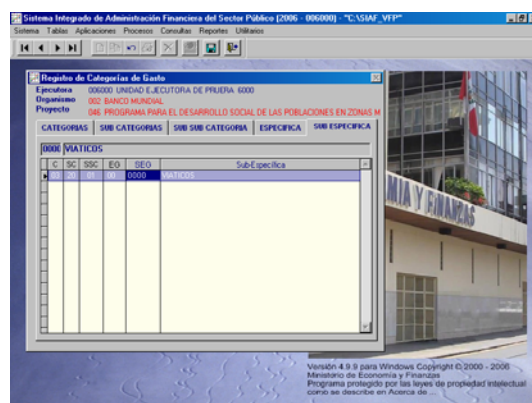 Sistema Integrado de Administración Financiera del Sector Público (2006 - 006000) - "C:\SIAF_VFP"
Sistema Tablas Aplicaciones Procesos Consultas Reportes Utilitarios
Registro de Categorías de Gasto
Ejecutora 006000 UNIDAD EJECUTORA DE PRUEBA 6000
Organismo 002 BANCO MUNDIAL
Proyecto 046 PROGRAMA PARA EL DESARROLLO SOCIAL DE LAS POBLACIONES EN ZONAS M
CATEGORIAS SUB CATEGORIAS SUB SUB CATEGORIA ESPECIFICA SUB ESPECIFICA
0000 VIATICOS
C SC SSC EG SEG Sub-Específica
03 20 01 00 0000 VIATICOS
MIA Y FINANZAS
Versión 4.9.9 para Windows Copyright © 2000 - 2006
Ministerio de Economía y Finanzas
Programa protegido por las leyes de propiedad intelectual
como se describe en Acerca de ...